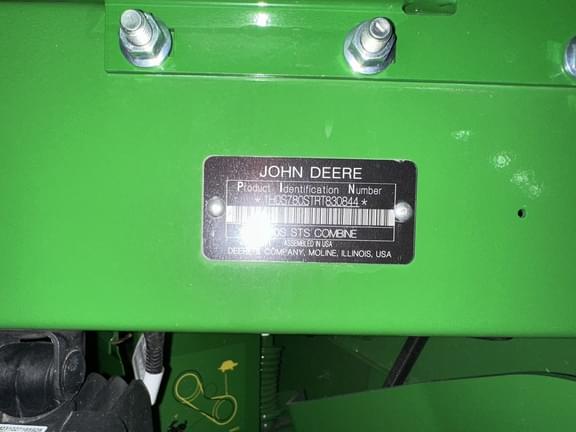 JOHN DEERE
Product Identification Number
*1H0S780STRT830844*
STS COMBINE
ASSEMBLED IN USA
DEERE & COMPANY, MOLINE, ILLINOIS, USA